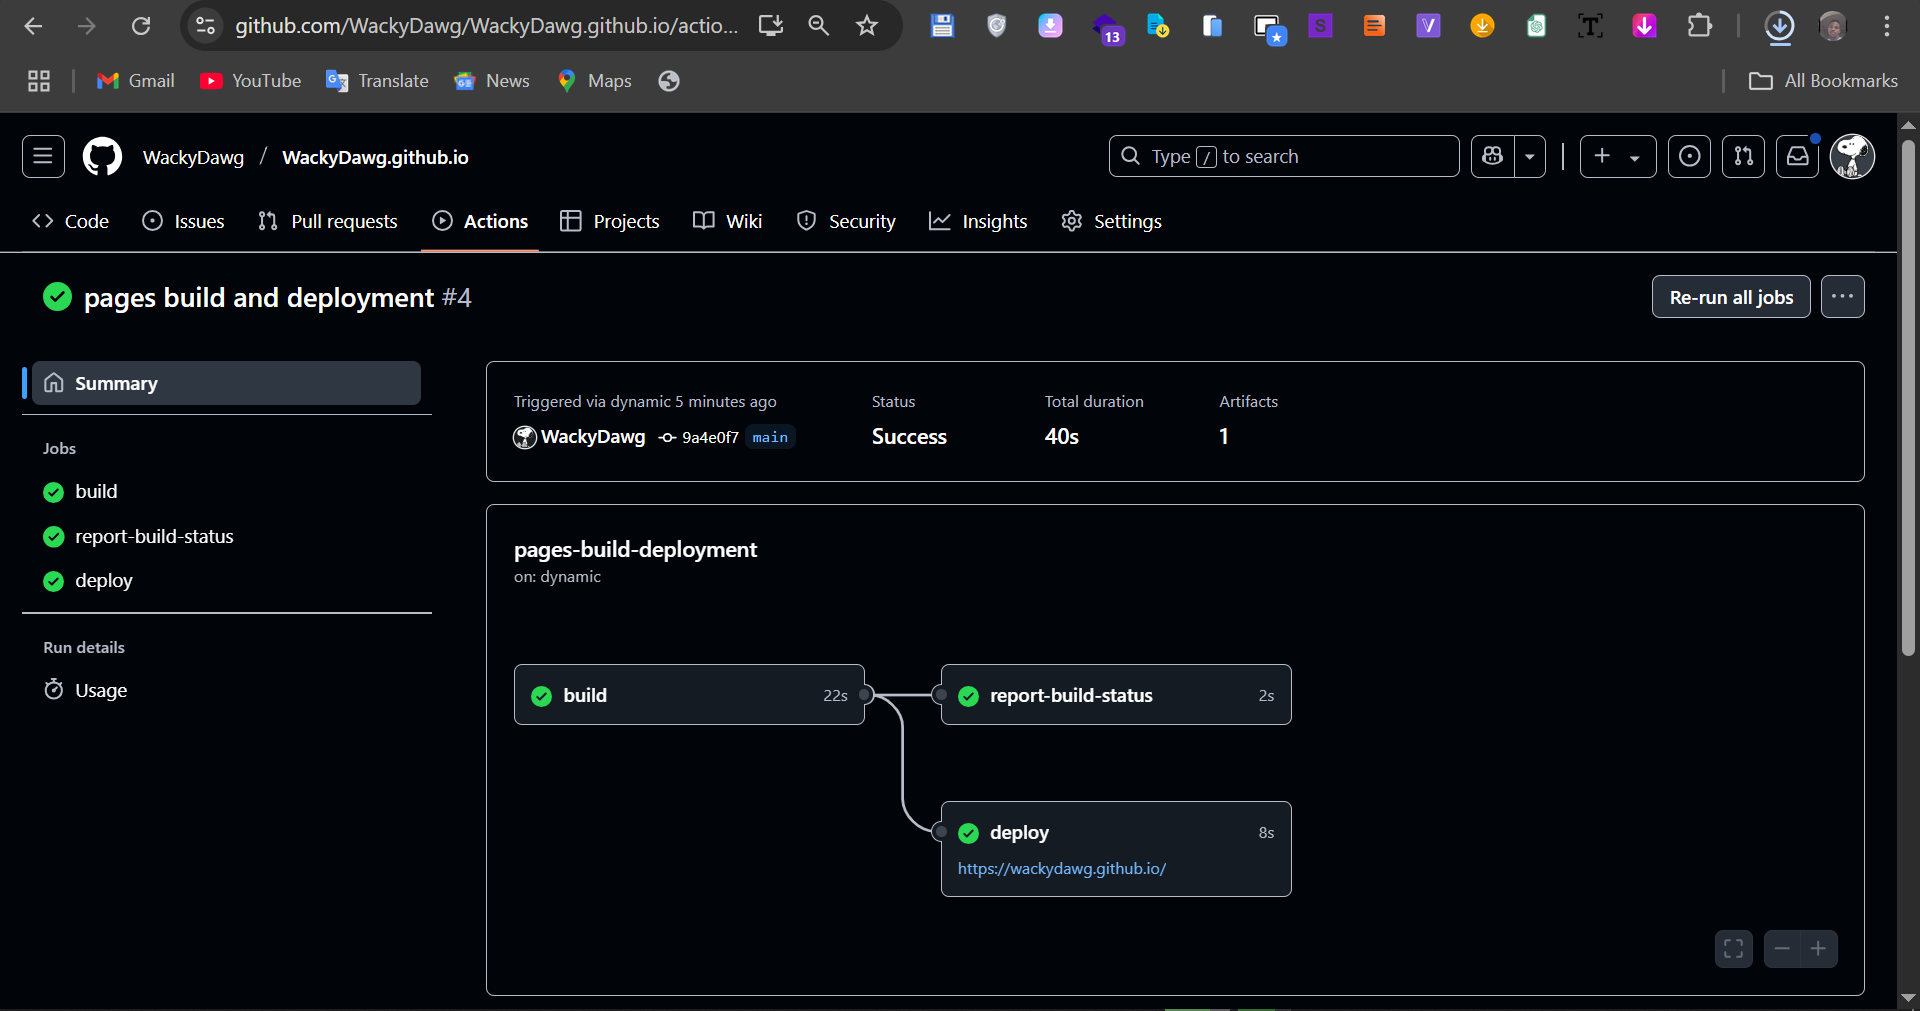 github.com/WackyDawg/WackyDawg.github.io/actio...
13
S
V
T
Gmail
YouTube
Translate
News
Maps
All Bookmarks
WackyDawg / WackyDawg.github.io
Type / to search
Code
Issues
Pull requests
Actions
Projects
Wiki
Security
Insights
Settings
pages build and deployment #4
Re-run all jobs
Summary
Jobs
build
report-build-status
deploy
Run details
Usage
Triggered via dynamic 5 minutes ago
WackyDawg 9a4e0f7 main
Status
Success
Total duration
40s
Artifacts
1
pages-build-deployment
on: dynamic
build 22s
report-build-status 2s
deploy 8s
https://wackydawg.github.io/